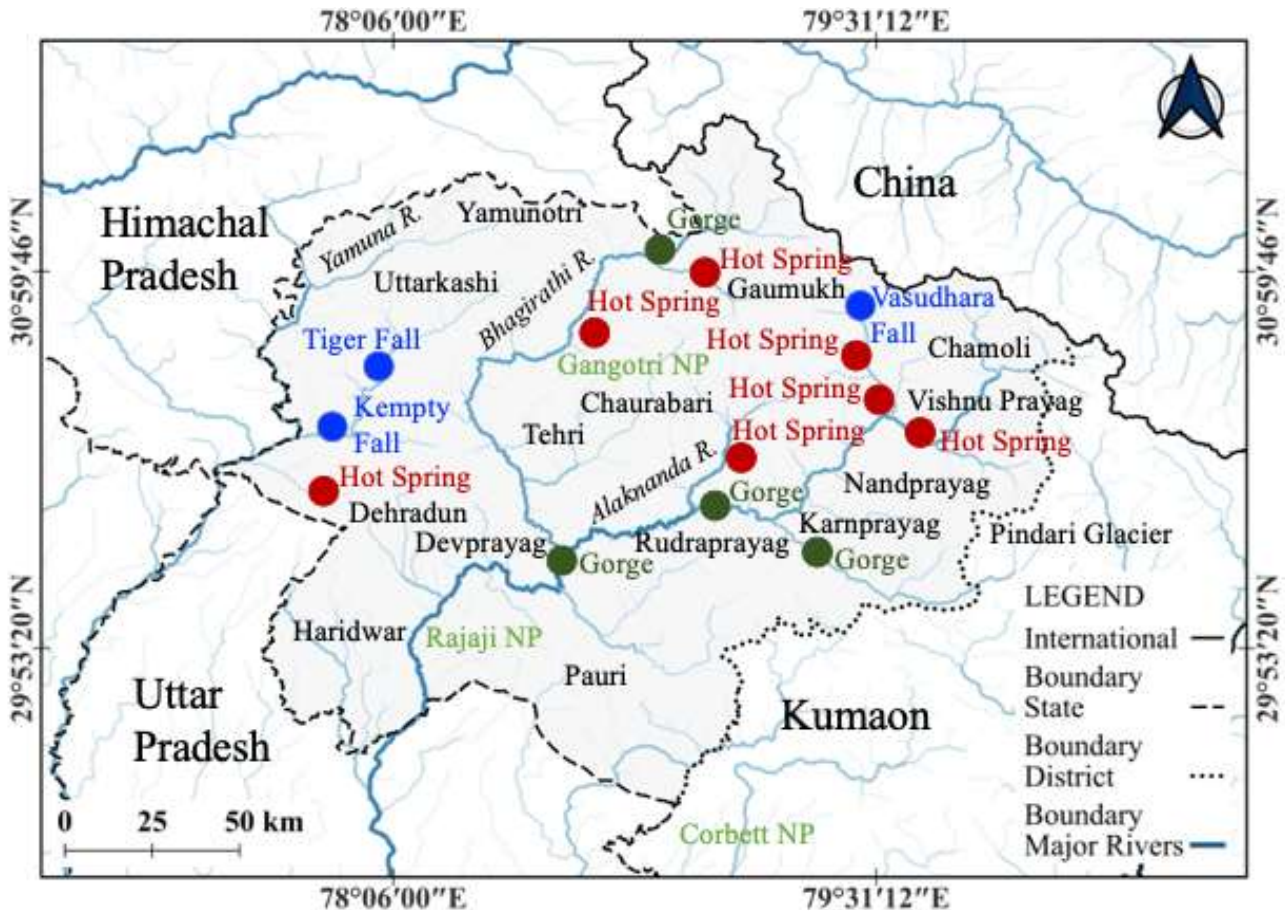 78°06'00"E
79°31'12"E
China
Himachal
Pradesh
Yamunotri
Gorge
Yamuna R.
30°59'46"N
30°59'46"N
Uttarkashi
Bhagirathi R.
Hot Spring
Gaumukh
Vasudhara
Fall
Hot Spring
Tiger Fall
Hot Spring
Chamoli
Gangotri NP
Hot Spring
Vishnu Prayag
Chaurabari
Kempty
Fall
Tehri
Hot Spring
Hot Spring
Hot Spring
Alaknanda R.
Nandprayag
Gorge
Dehradun
Karnprayag
Devprayag
Gorge
Rudraprayag
Gorge
Pindari Glacier
29°53'20"N
29°53'20"N
Haridwar
Rajaji NP
Pauri
Uttar
Pradesh
Kumaon
Corbett NP
LEGEND
International
Boundary
State
Boundary
District
Boundary
Major Rivers
0 25 50 km
78°06'00"E
79°31'12"E